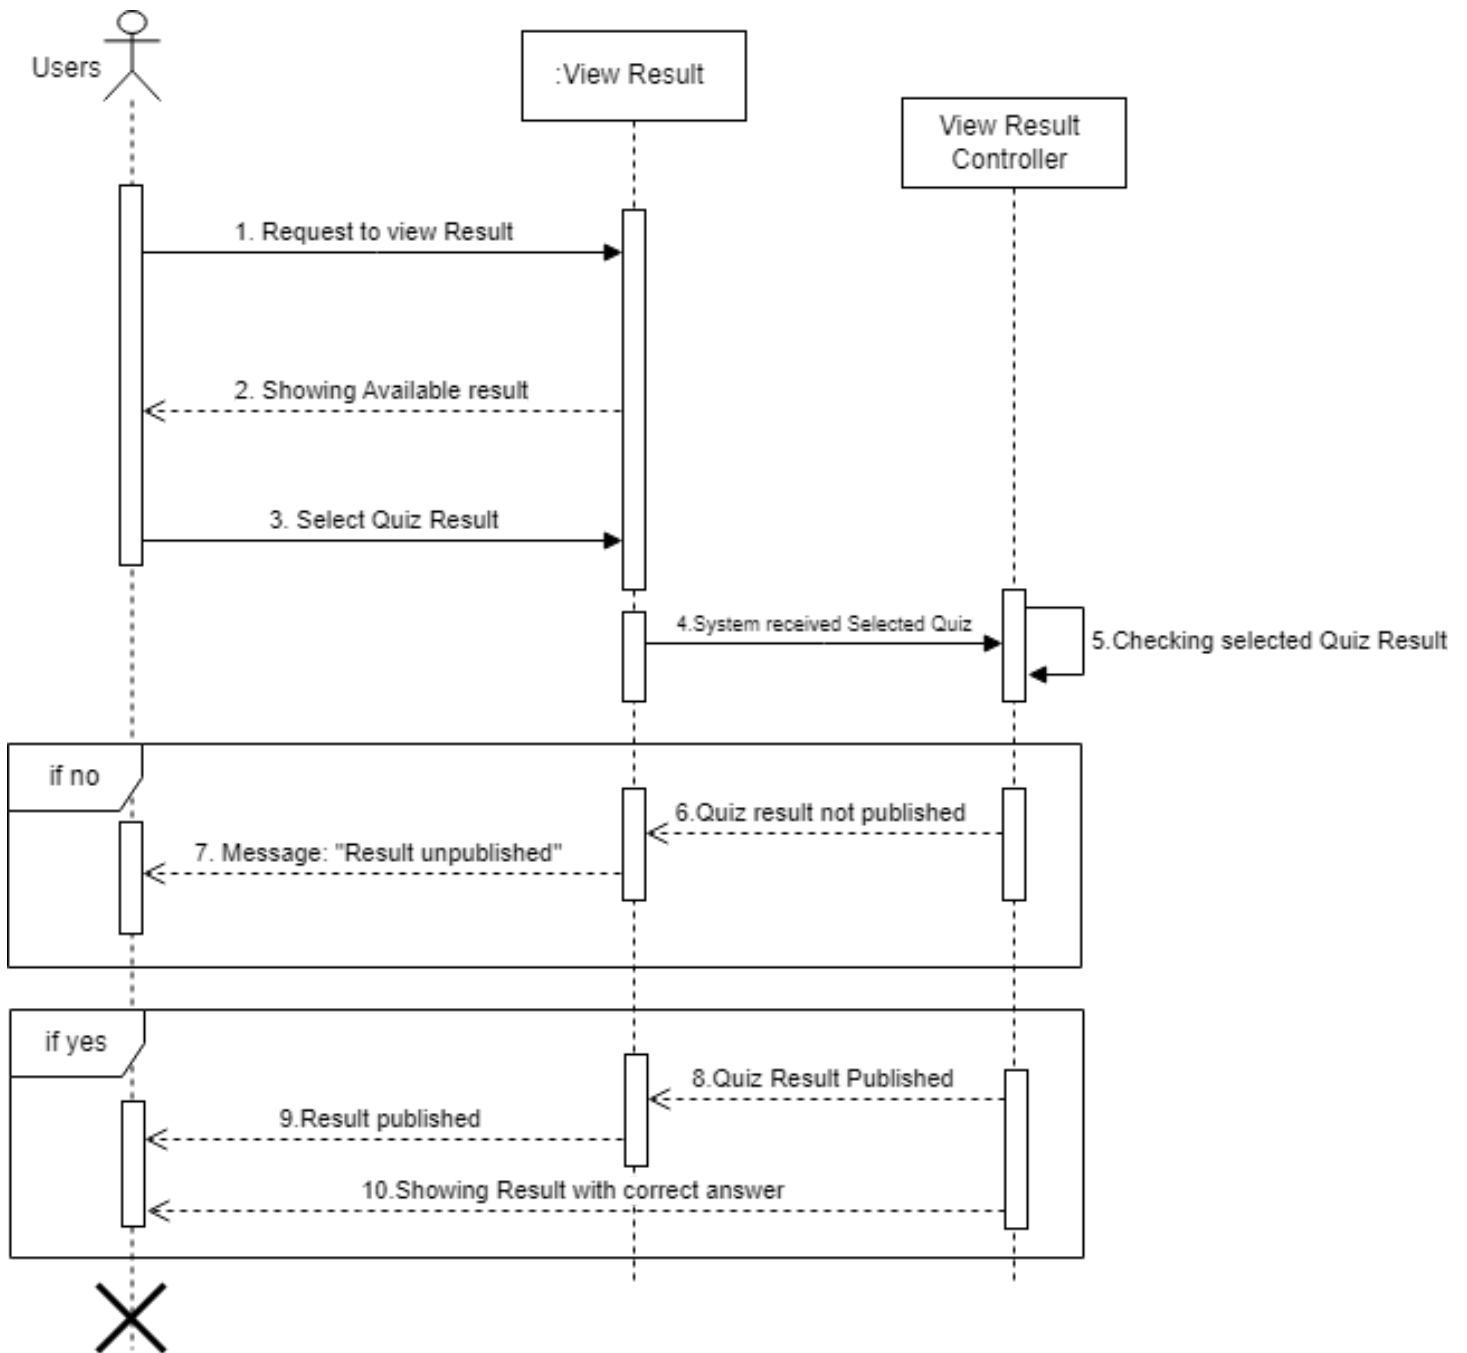 Users
:View Result
View Result
Controller
1. Request to view Result
2. Showing Available result
3. Select Quiz Result
4.System received Selected Quiz
5.Checking selected Quiz Result
if no
6.Quiz result not published
7. Message: "Result unpublished"
if yes
8.Quiz Result Published
9.Result published
10.Showing Result with correct answer